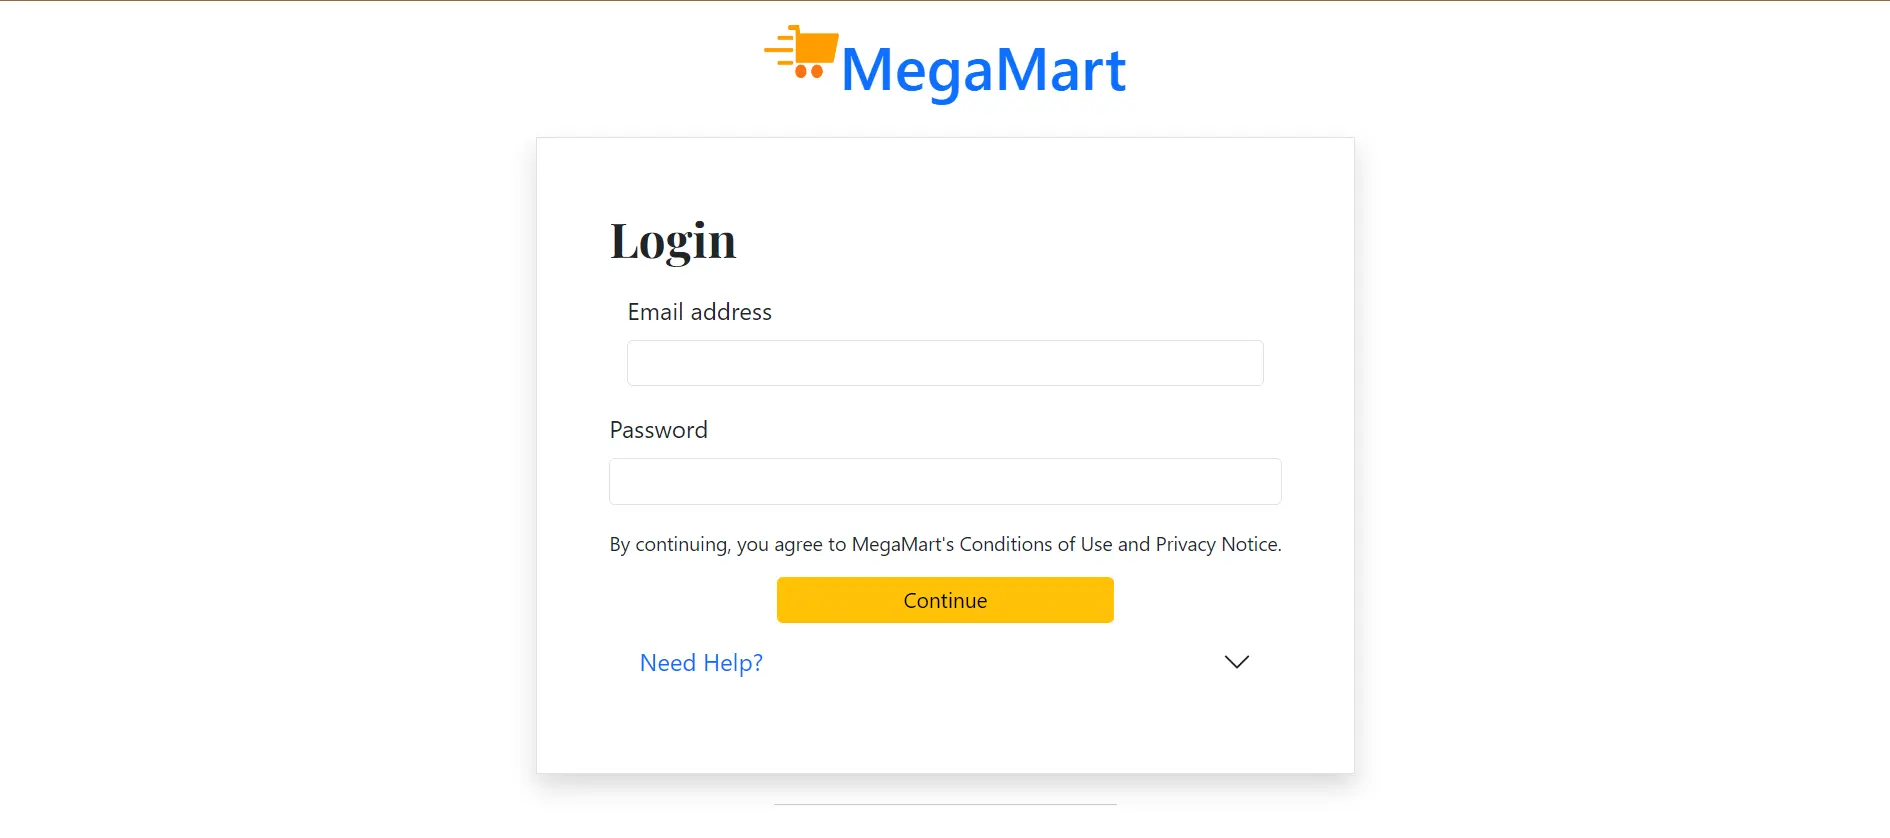 MegaMart
Login
Email address
Password
By continuing, you agree to MegaMart's Conditions of Use and Privacy Notice.
Continue
Need Help?